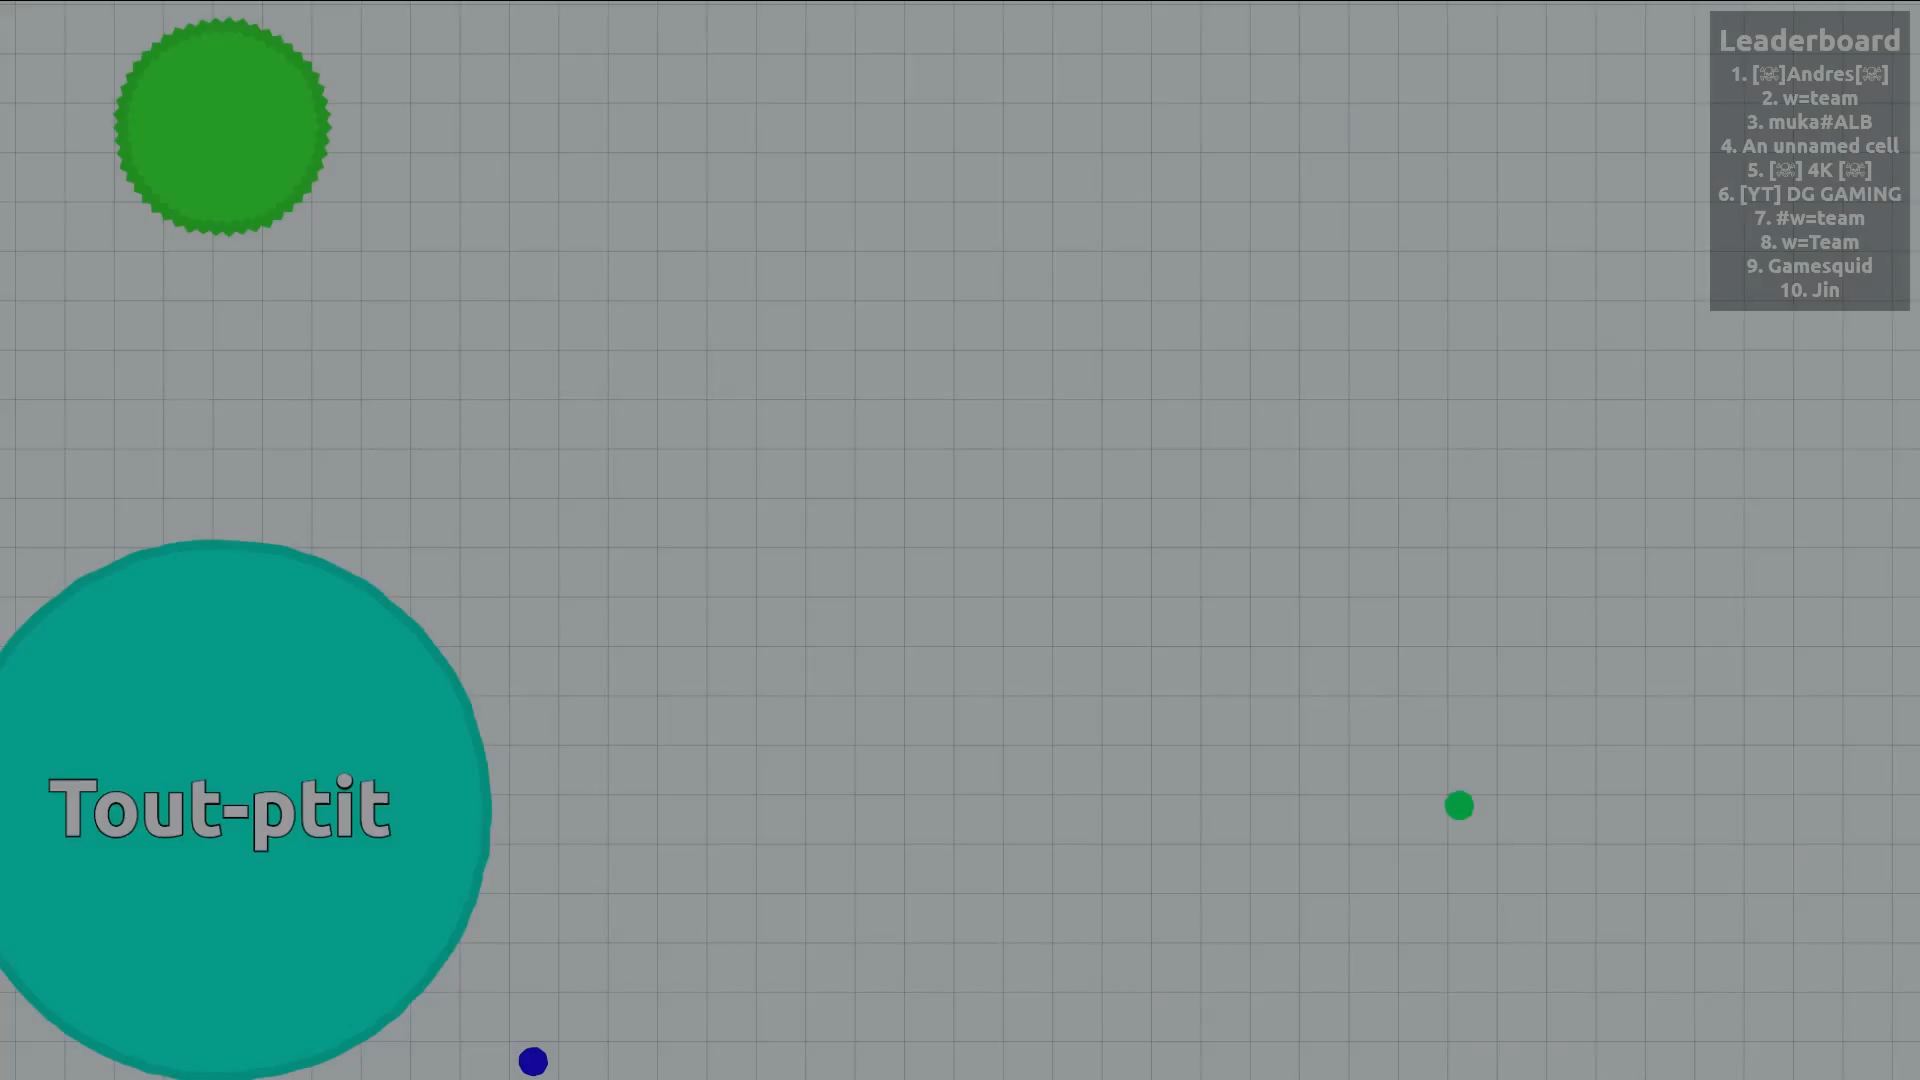 Leaderboard
1. [☠]Andres[☠]
2. w=team
3. muka#ALB
4. An unnamed cell
5. [☠] 4K [☠]
6. [YT] DG GAMING
7. #w=team
8. w=Team
9. Gamesquid
10. Jin
Tout-ptit